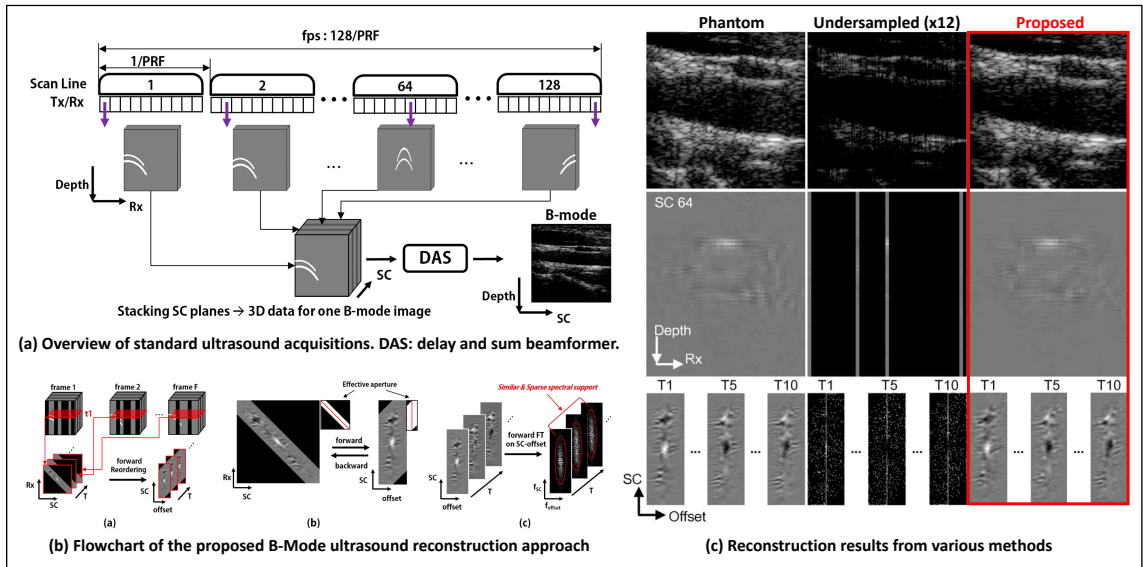 fps : 128/PRF
1/PRF
Scan Line
1
2
64
128
Tx/Rx
...
...
Depth
Rx
B-mode
SC
DAS
Depth
SC
Stacking SC planes → 3D data for one B-mode image
(a) Overview of standard ultrasound acquisitions. DAS: delay and sum beamformer.
frame 1
frame 2
frame F
...
t1
forward
Reordering
Rx
SC
T
SC
offset
T
(a)
Effective aperture
forward
backward
Rx
SC
SC
offset
(b)
Similar & Sparse spectral support
forward FT
on SC-offset
SC
offset
T
fSC
foffset
T
(c)
(b) Flowchart of the proposed B-Mode ultrasound reconstruction approach
Phantom
Undersampled (x12)
Proposed
SC 64
Depth
Rx
T1
T5
T10
T1
T5
T10
T1
T5
T10
...
...
...
...
...
...
SC
Offset
(c) Reconstruction results from various methods